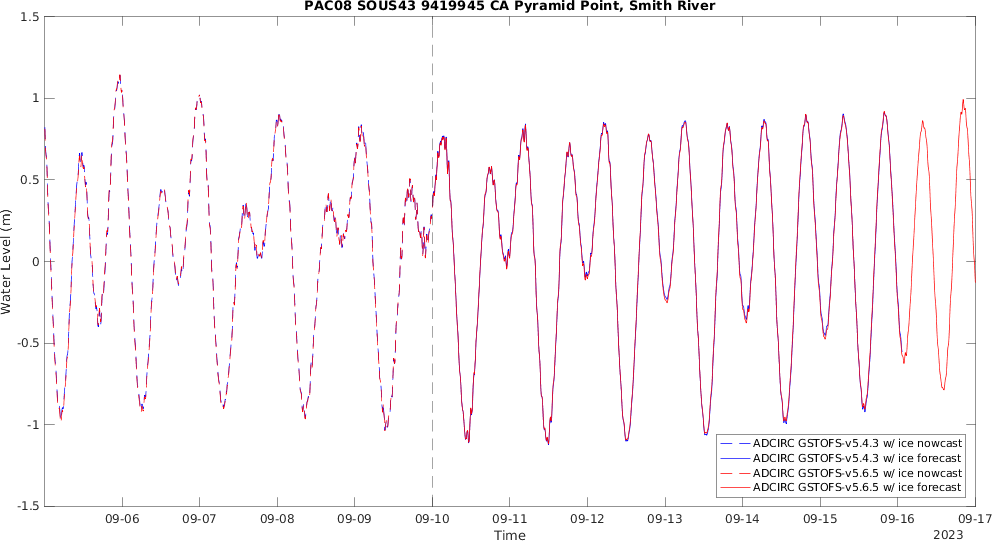 PAC08 SOUS43 9419945 CA Pyramid Point, Smith River
1.5
1
0.5
0
-0.5
-1
-1.5
Water Level (m)
09-06 09-07 09-08 09-09 09-10 09-11 09-12 09-13 09-14 09-15 09-16 09-17
Time
2023
ADCIRC GSTOFS-v5.4.3 w/ ice nowcast
ADCIRC GSTOFS-v5.4.3 w/ ice forecast
ADCIRC GSTOFS-v5.6.5 w/ ice nowcast
ADCIRC GSTOFS-v5.6.5 w/ ice forecast